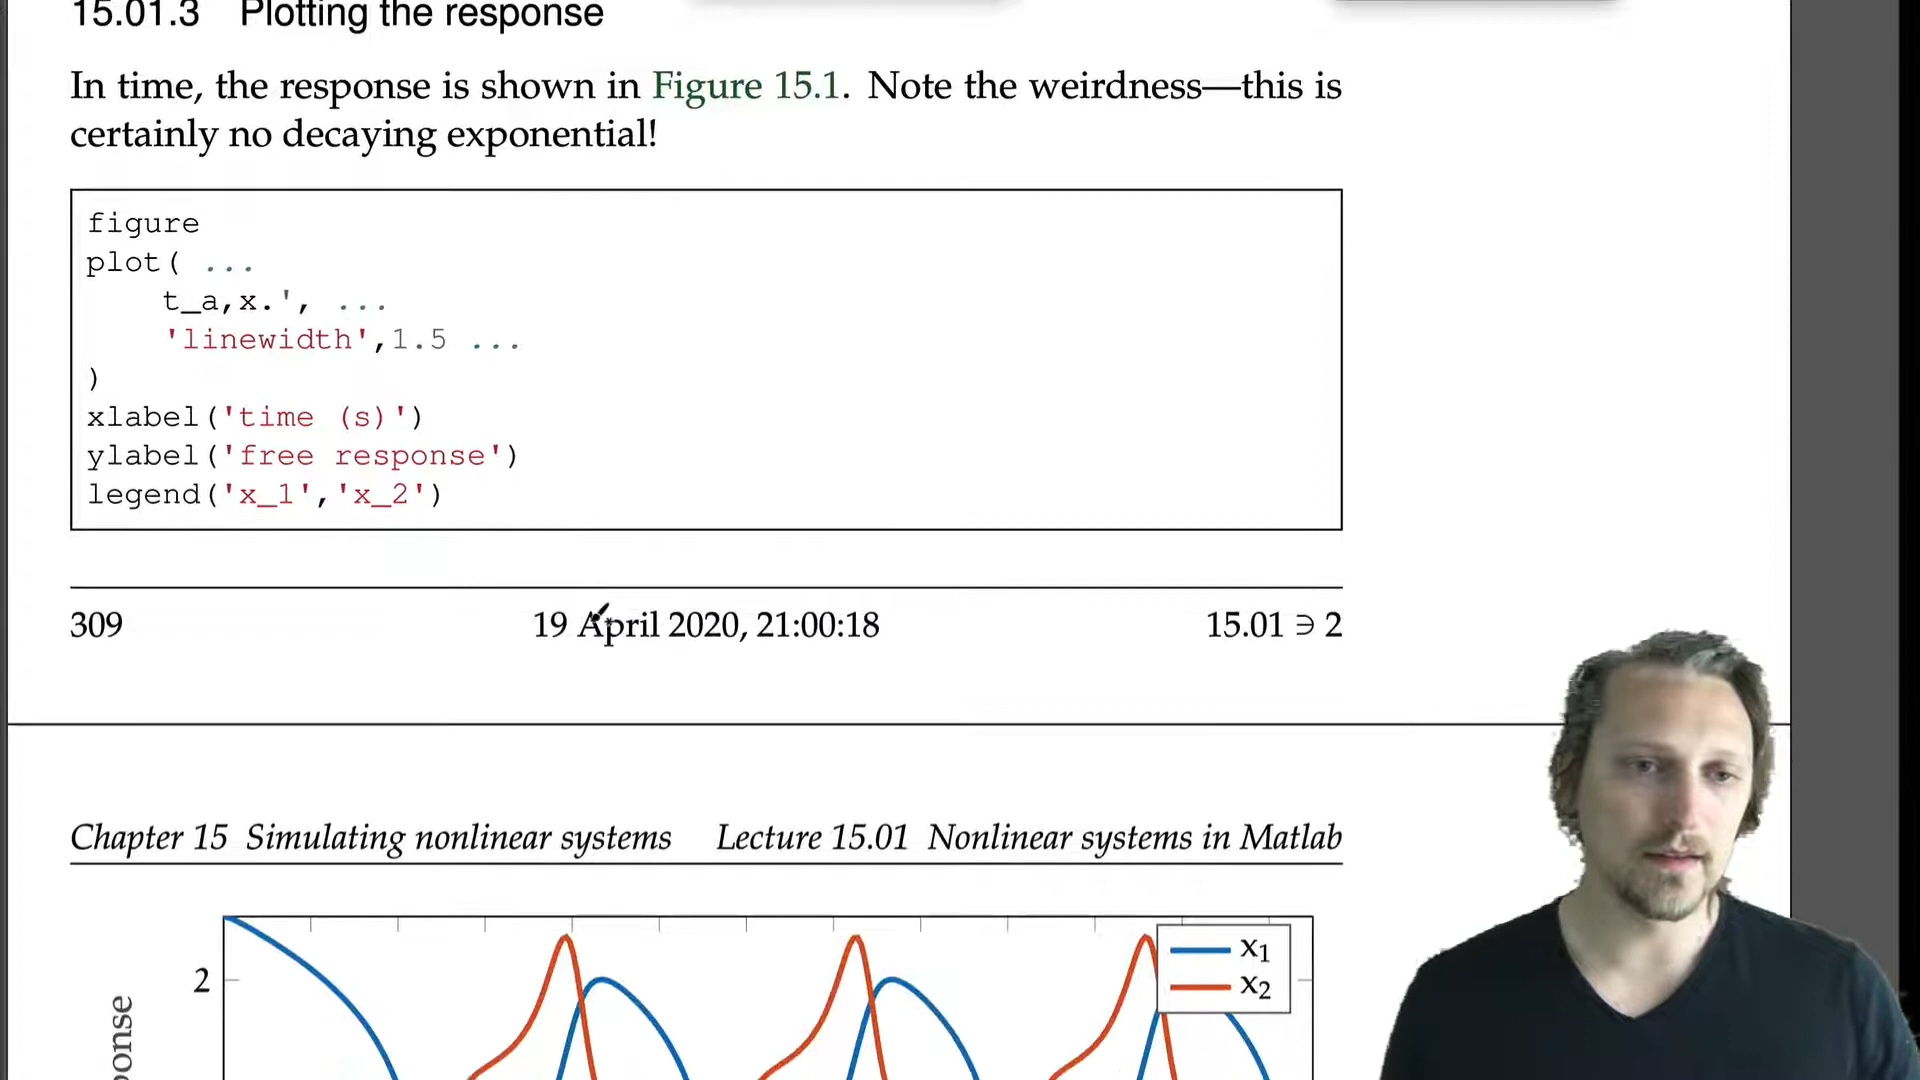 15.01.3 Plotting the response
In time, the response is shown in Figure 15.1. Note the weirdness—this is
certainly no decaying exponential!
figure
plot( ...
    t_a,x.', ...
    'linewidth',1.5 ...
)
xlabel('time (s)')
ylabel('free response')
legend('x_1','x_2')
309 19 April 2020, 21:00:18 15.01 ∋ 2
Chapter 15 Simulating nonlinear systems Lecture 15.01 Nonlinear systems in Matlab
x₁
x₂
2